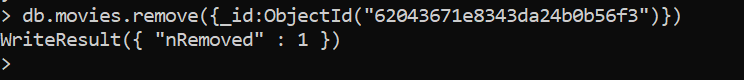 > db.movies.remove({_id:ObjectId("62043671e8343da24b0b56f3")})
WriteResult({ "nRemoved" : 1 })
>